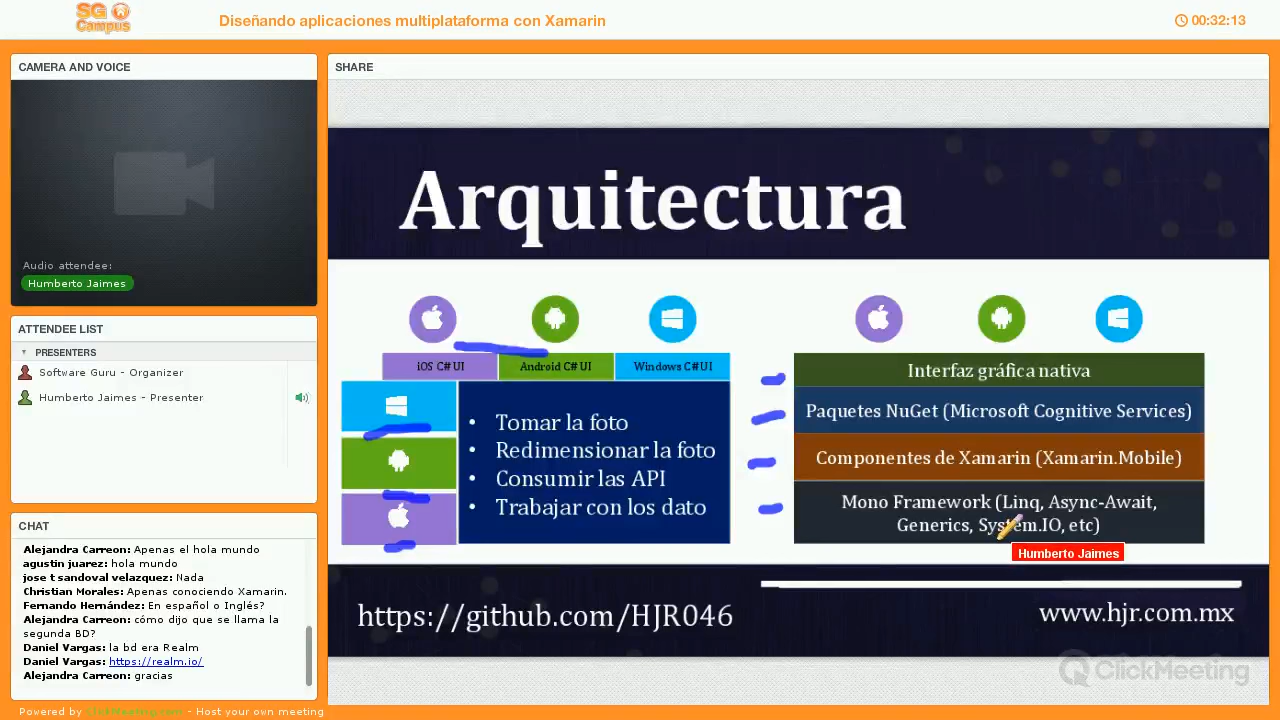 SG
Campus
Diseñando aplicaciones multiplataforma con Xamarin
00:32:13
CAMERA AND VOICE
Audio attendee:
Humberto Jaimes
ATTENDEE LIST
PRESENTERS
Software Guru - Organizer
Humberto Jaimes - Presenter
CHAT
Alejandra Carreon: Apenas el hola mundo
agustin juarez: hola mundo
jose t sandoval velazquez: Nada
Christian Morales: Apenas conociendo Xamarin.
Fernando Hernández: En español o Inglés?
Alejandra Carreon: cómo dijo que se llama la
segunda BD?
Daniel Vargas: la bd era Realm
Daniel Vargas: https://realm.io/
Alejandra Carreon: gracias
Powered by ClickMeeting.com - Host your own meeting
SHARE
Arquitectura
iOS C# UI
Android C# UI
Windows C# UI
• Tomar la foto
• Redimensionar la foto
• Consumir las API
• Trabajar con los dato
Interfaz gráfica nativa
Paquetes NuGet (Microsoft Cognitive Services)
Componentes de Xamarin (Xamarin.Mobile)
Mono Framework (Linq, Async-Await,
Generics, System.IO, etc)
Humberto Jaimes
https://github.com/HJR046
www.hjr.com.mx
ClickMeeting